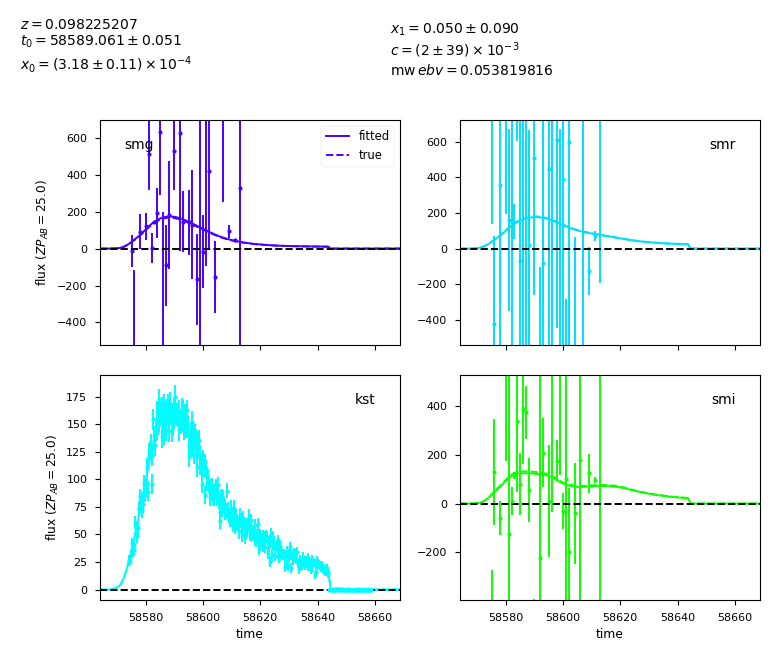 z = 0.098225207
t₀ = 58589.061 ± 0.051
x₀ = (3.18 ± 0.11) × 10⁻⁴
x₁ = 0.050 ± 0.090
c = (2 ± 39) × 10⁻³
mw ebv = 0.053819816
smg
fitted
true
600
400
200
0
−200
−400
flux (ZP_AB = 25.0)
smr
600
400
200
0
−200
−400
kst
175
150
125
100
75
50
25
0
flux (ZP_AB = 25.0)
58580 58600 58620 58640 58660
time
smi
400
200
0
−200
58580 58600 58620 58640 58660
time